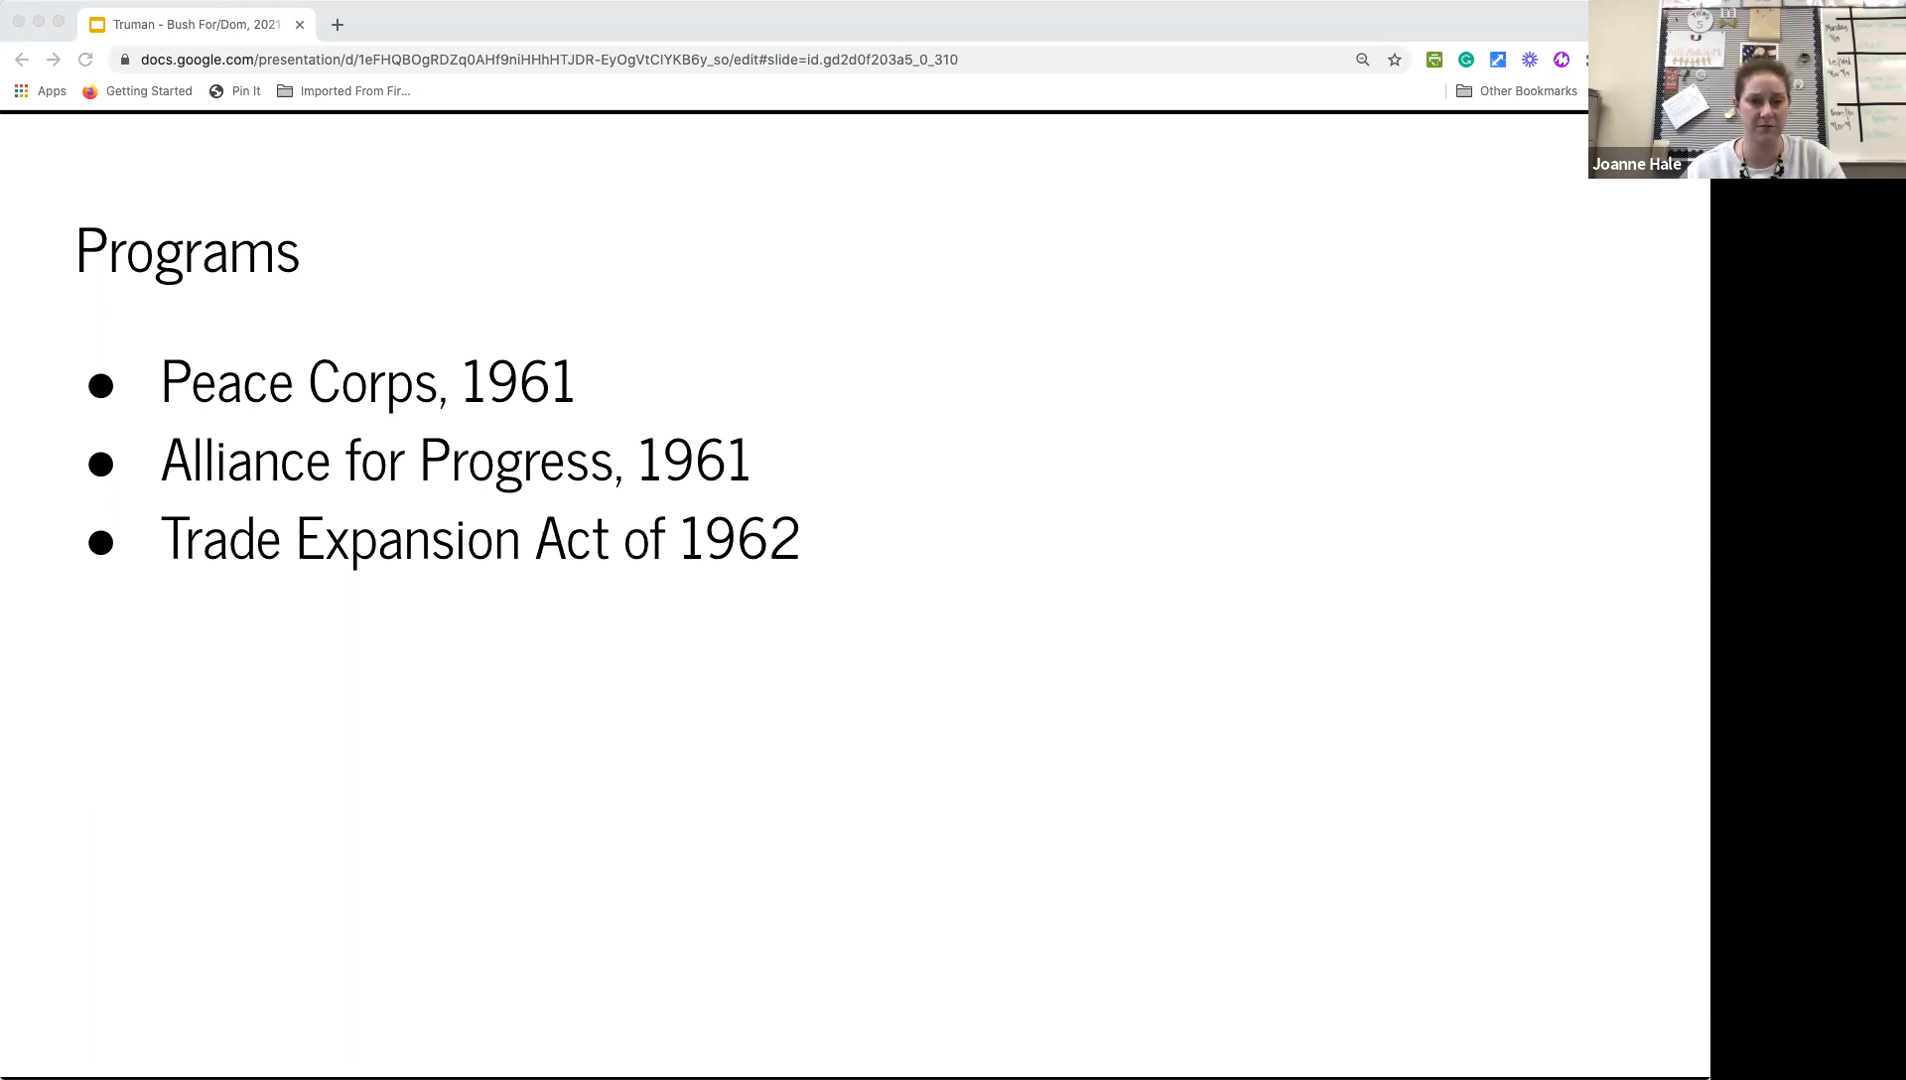 Truman - Bush For/Dom, 2021
docs.google.com/presentation/d/1eFHQBOgRDZq0AHf9niHHhHTJDR-EyOgVtCIYKB6y_so/edit#slide=id.gd2d0f203a5_0_310
Apps
Getting Started
Pin It
Imported From Fir...
Other Bookmarks
Joanne Hale
Programs
● Peace Corps, 1961
● Alliance for Progress, 1961
● Trade Expansion Act of 1962